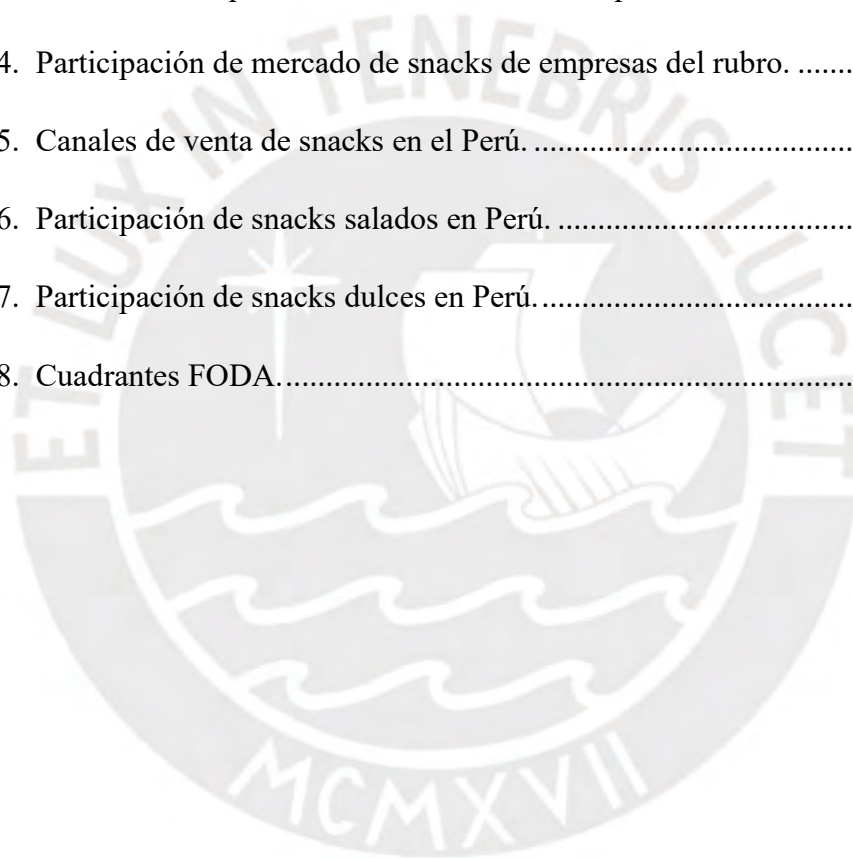 4. Participación de mercado de snacks de empresas del rubro. .......
5. Canales de venta de snacks en el Perú. ........................................
6. Participación de snacks salados en Perú. .....................................
7. Participación de snacks dulces en Perú. .......................................
8. Cuadrantes FODA. .......................................................................
ET LUX IN TENEBRIS LUCET
MCMXVII